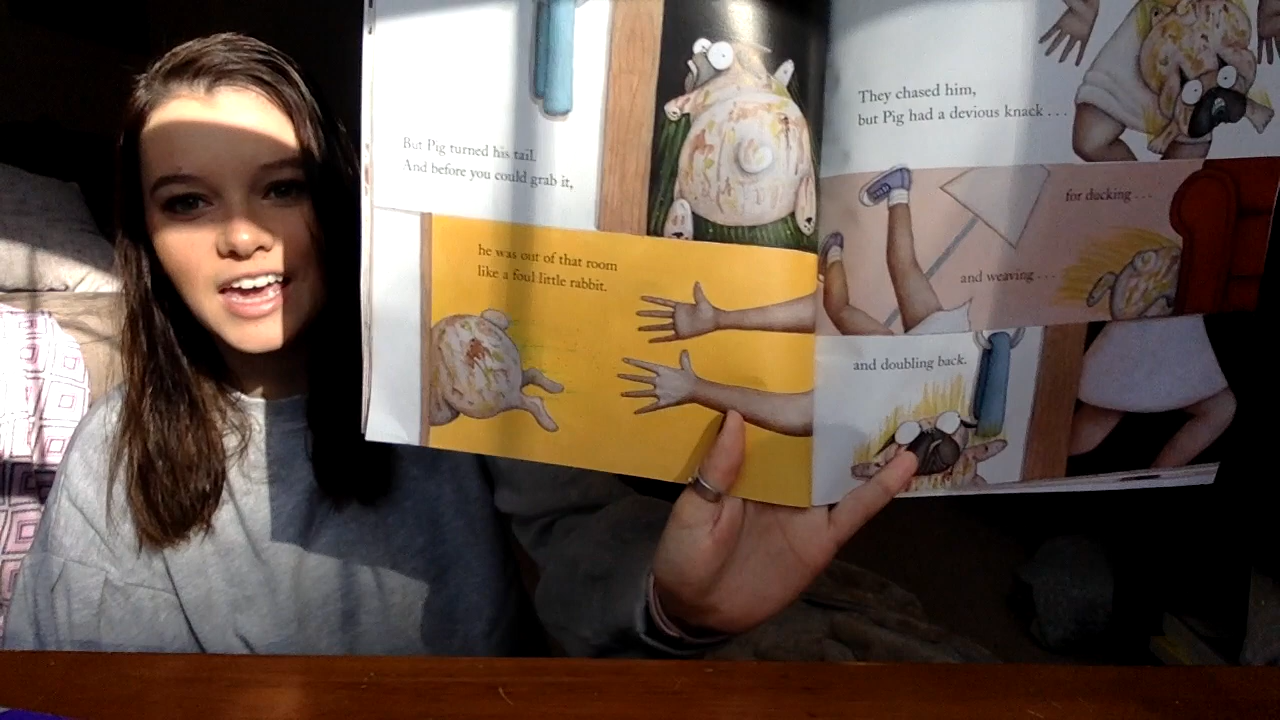 But Pig turned his tail.
And before you could grab it,
he was out of that room
like a foul little rabbit.
They chased him,
but Pig had a devious knack . . .
for ducking . . .
and weaving . . .
and doubling back.